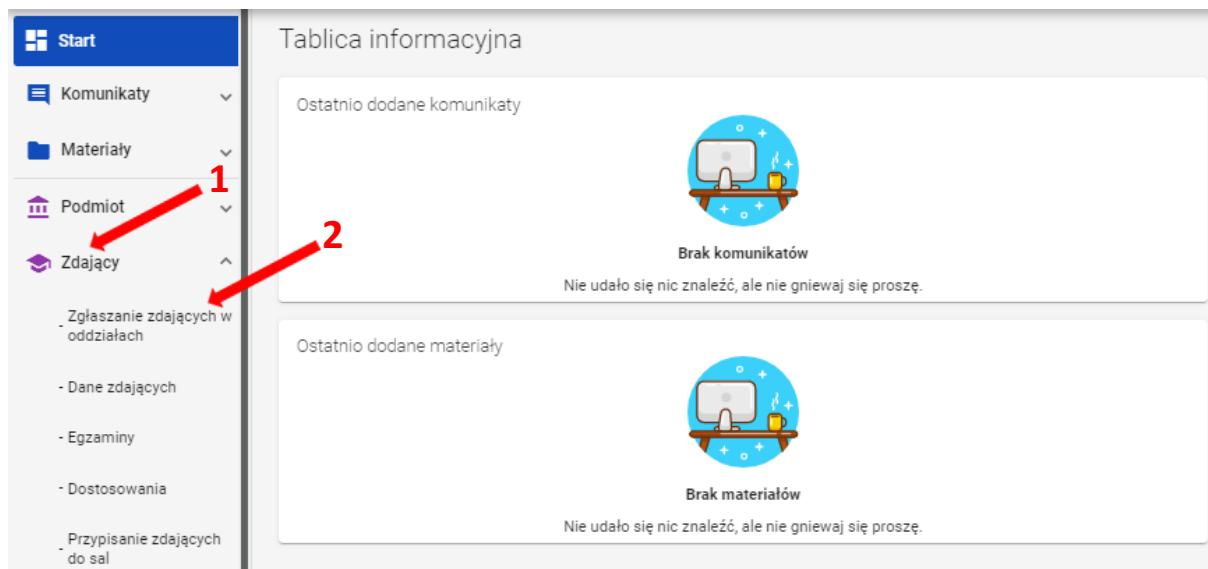 Start
Komunikaty
Materiały
1
Podmiot
2
Zdający
Zgłaszanie zdających w
oddziałach
- Dane zdających
- Egzaminy
- Dostosowania
- Przypisanie zdających
do sal
Tablica informacyjna
Ostatnio dodane komunikaty
Brak komunikatów
Nie udało się nic znaleźć, ale nie gniewaj się proszę.
Ostatnio dodane materiały
Brak materiałów
Nie udało się nic znaleźć, ale nie gniewaj się proszę.